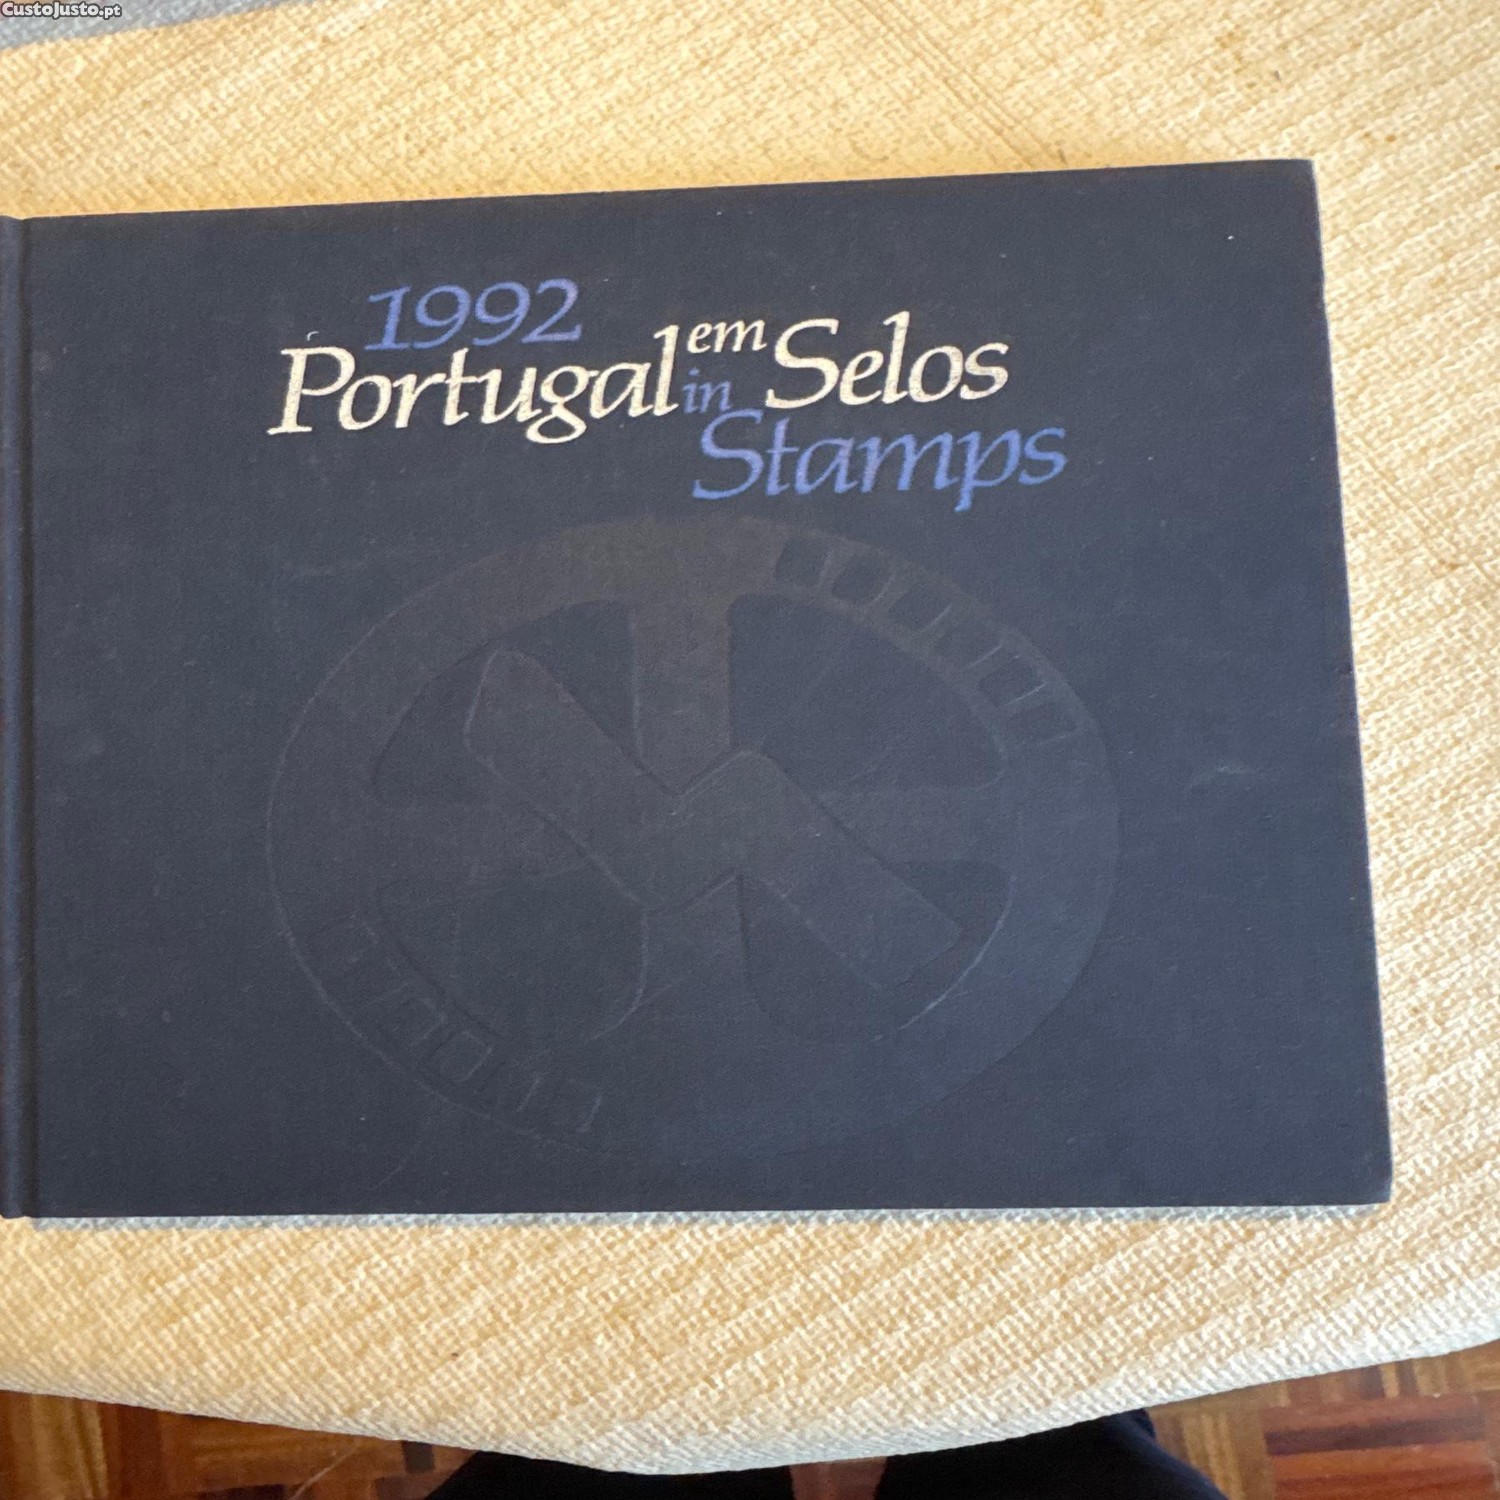 CustoJusto.pt
1992
Portugal em Selos
in Stamps